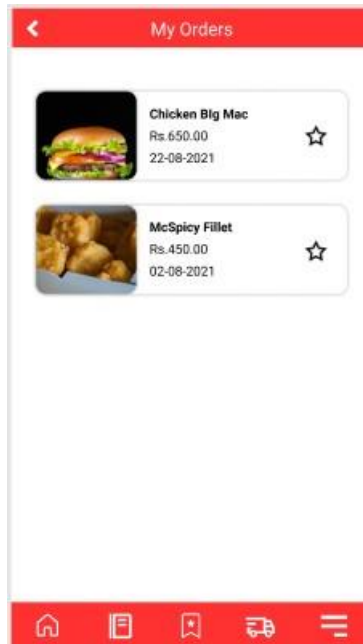 My Orders
Chicken BIg Mac
Rs.650.00
22-08-2021
McSpicy Fillet
Rs.450.00
02-08-2021